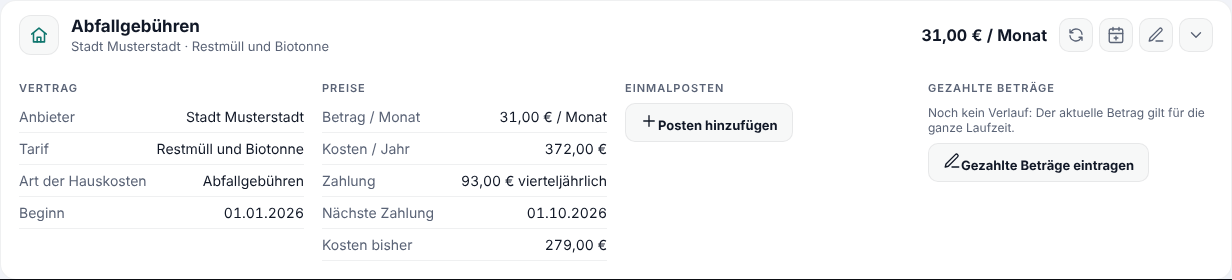 Abfallgebühren
Stadt Musterstadt · Restmüll und Biotonne
31,00 € / Monat
VERTRAG
Anbieter Stadt Musterstadt
Tarif Restmüll und Biotonne
Art der Hauskosten Abfallgebühren
Beginn 01.01.2026
PREISE
Betrag / Monat 31,00 € / Monat
Kosten / Jahr 372,00 €
Zahlung 93,00 € vierteljährlich
Nächste Zahlung 01.10.2026
Kosten bisher 279,00 €
EINMALPOSTEN
Posten hinzufügen
GEZAHLTE BETRÄGE
Noch kein Verlauf: Der aktuelle Betrag gilt für die
ganze Laufzeit.
Gezahlte Beträge eintragen